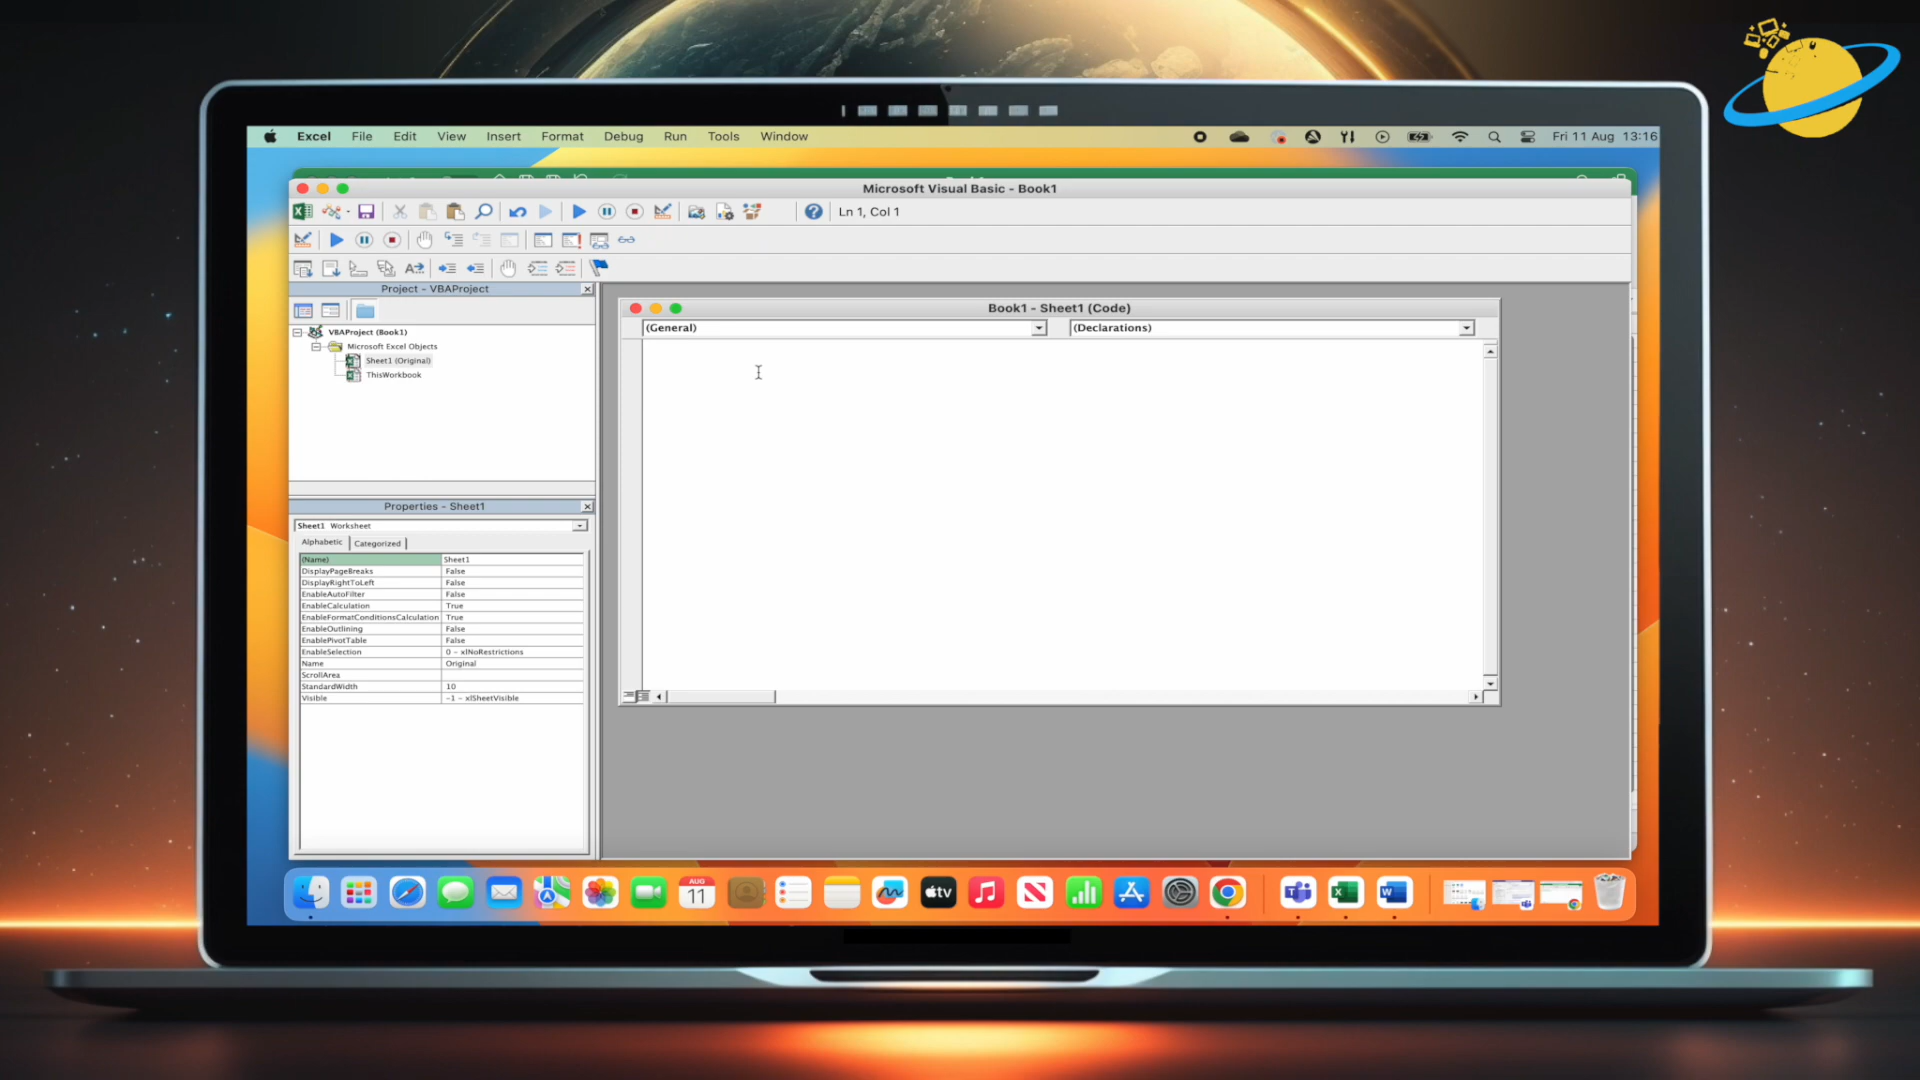 Excel File Edit View Insert Format Debug Run Tools Window Fri 11 Aug 13:16
Microsoft Visual Basic - Book1
Ln 1, Col 1
Project - VBAProject
VBAProject (Book1)
Microsoft Excel Objects
Sheet1 (Original)
ThisWorkbook
Book1 - Sheet1 (Code)
(General) (Declarations)
Properties - Sheet1
Sheet1 Worksheet
Alphabetic Categorized
(Name) Sheet1
DisplayPageBreaks False
DisplayRightToLeft False
EnableAutoFilter False
EnableCalculation True
EnableFormatConditionsCalculation True
EnableOutlining False
EnablePivotTable False
EnableSelection 0 - xlNoRestrictions
Name Original
ScrollArea
StandardWidth 10
Visible -1 - xlSheetVisible
AUG
11
tv
T
X
W